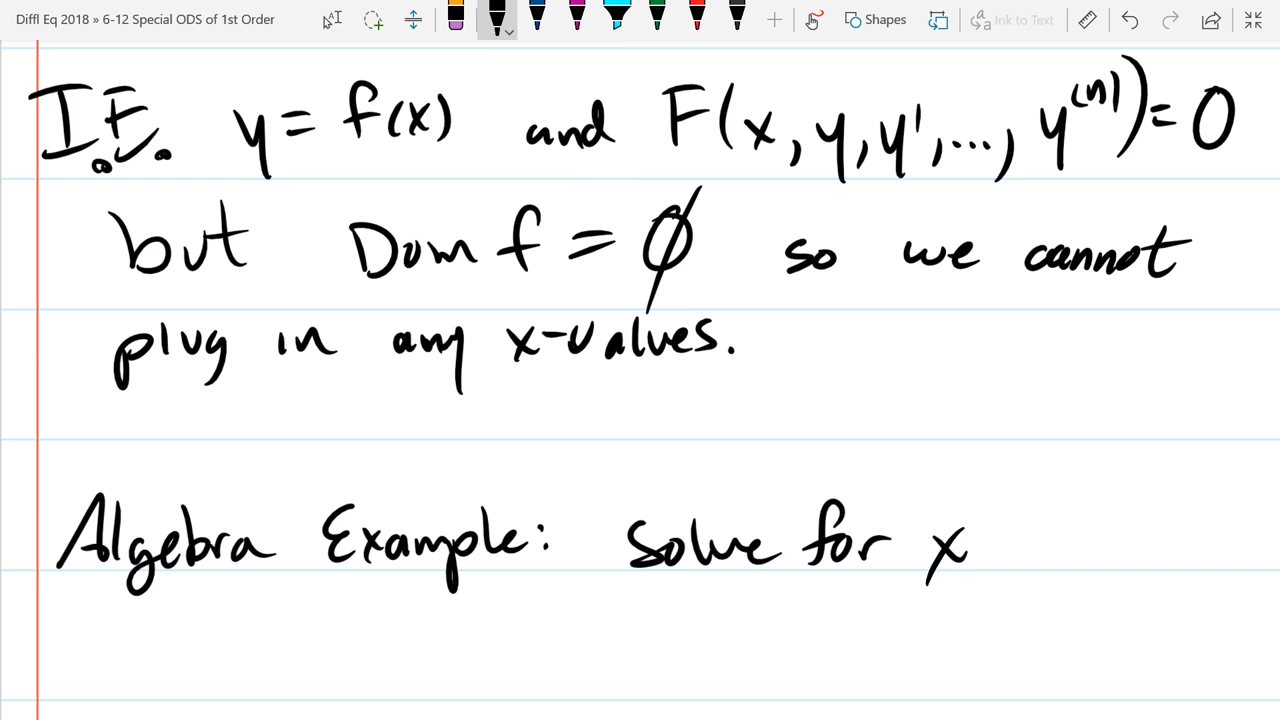 Diffl Eq 2018 » 6-12 Special ODS of 1st Order
Shapes
Ink to Text
I.E. y = f(x) and F(x, y, y', ..., y⁽ⁿ⁾) = 0
but Dom f = ∅ so we cannot
plug in any x-values.
Algebra Example: Solve for x